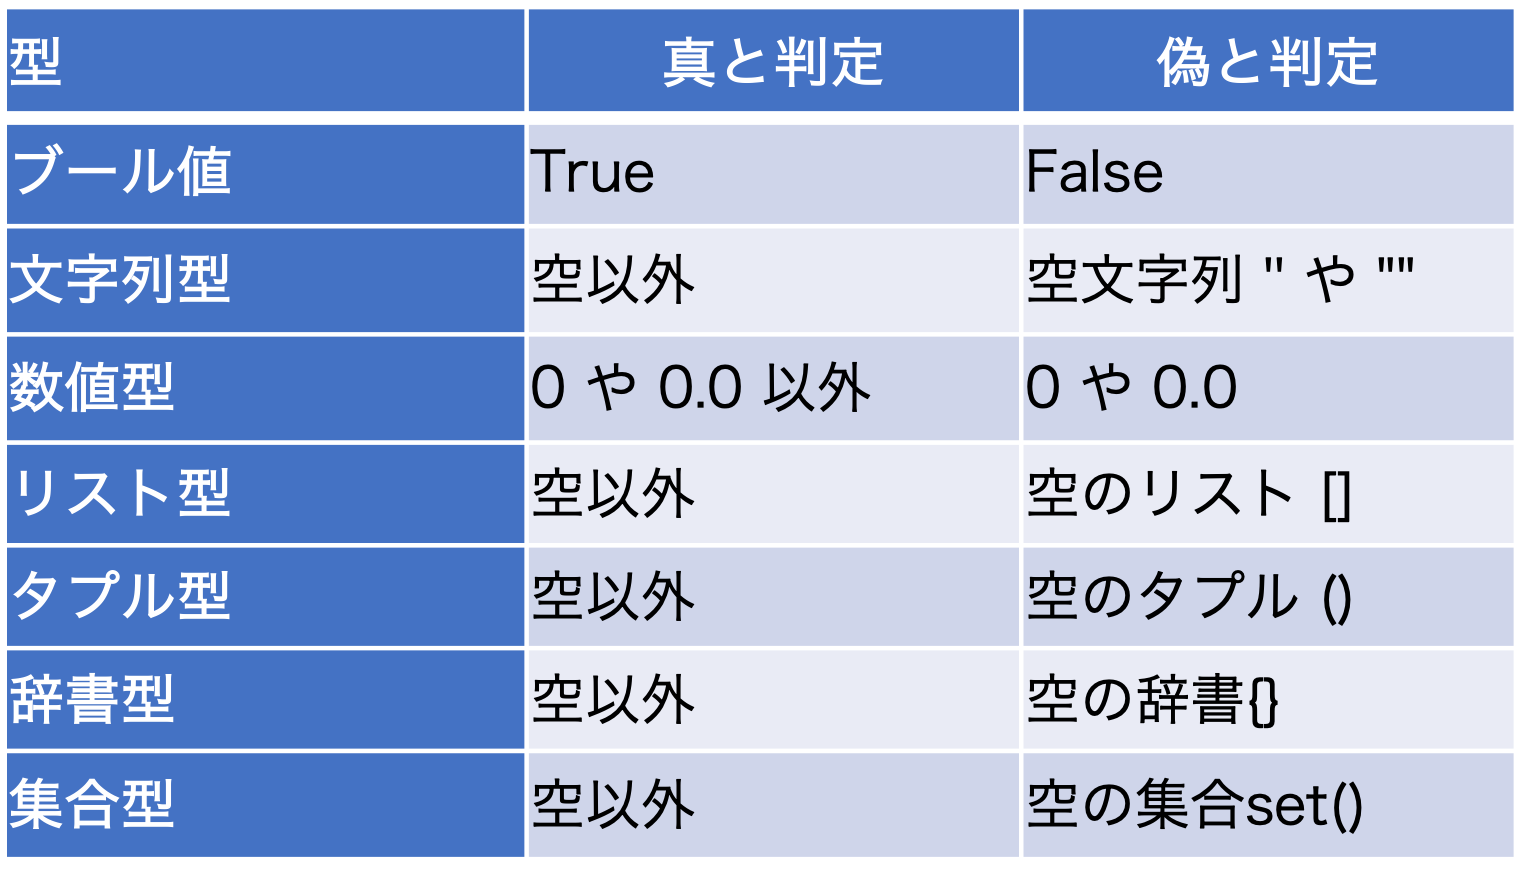 型 真と判定 偽と判定
ブール値 True False
文字列型 空以外 空文字列 '' や ""
数値型 0 や 0.0 以外 0 や 0.0
リスト型 空以外 空のリスト []
タプル型 空以外 空のタプル ()
辞書型 空以外 空の辞書{}
集合型 空以外 空の集合set()